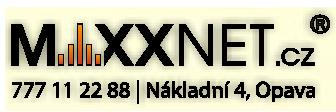 MAXXNET.cz®
777 11 22 88 | Nákladní 4, Opava